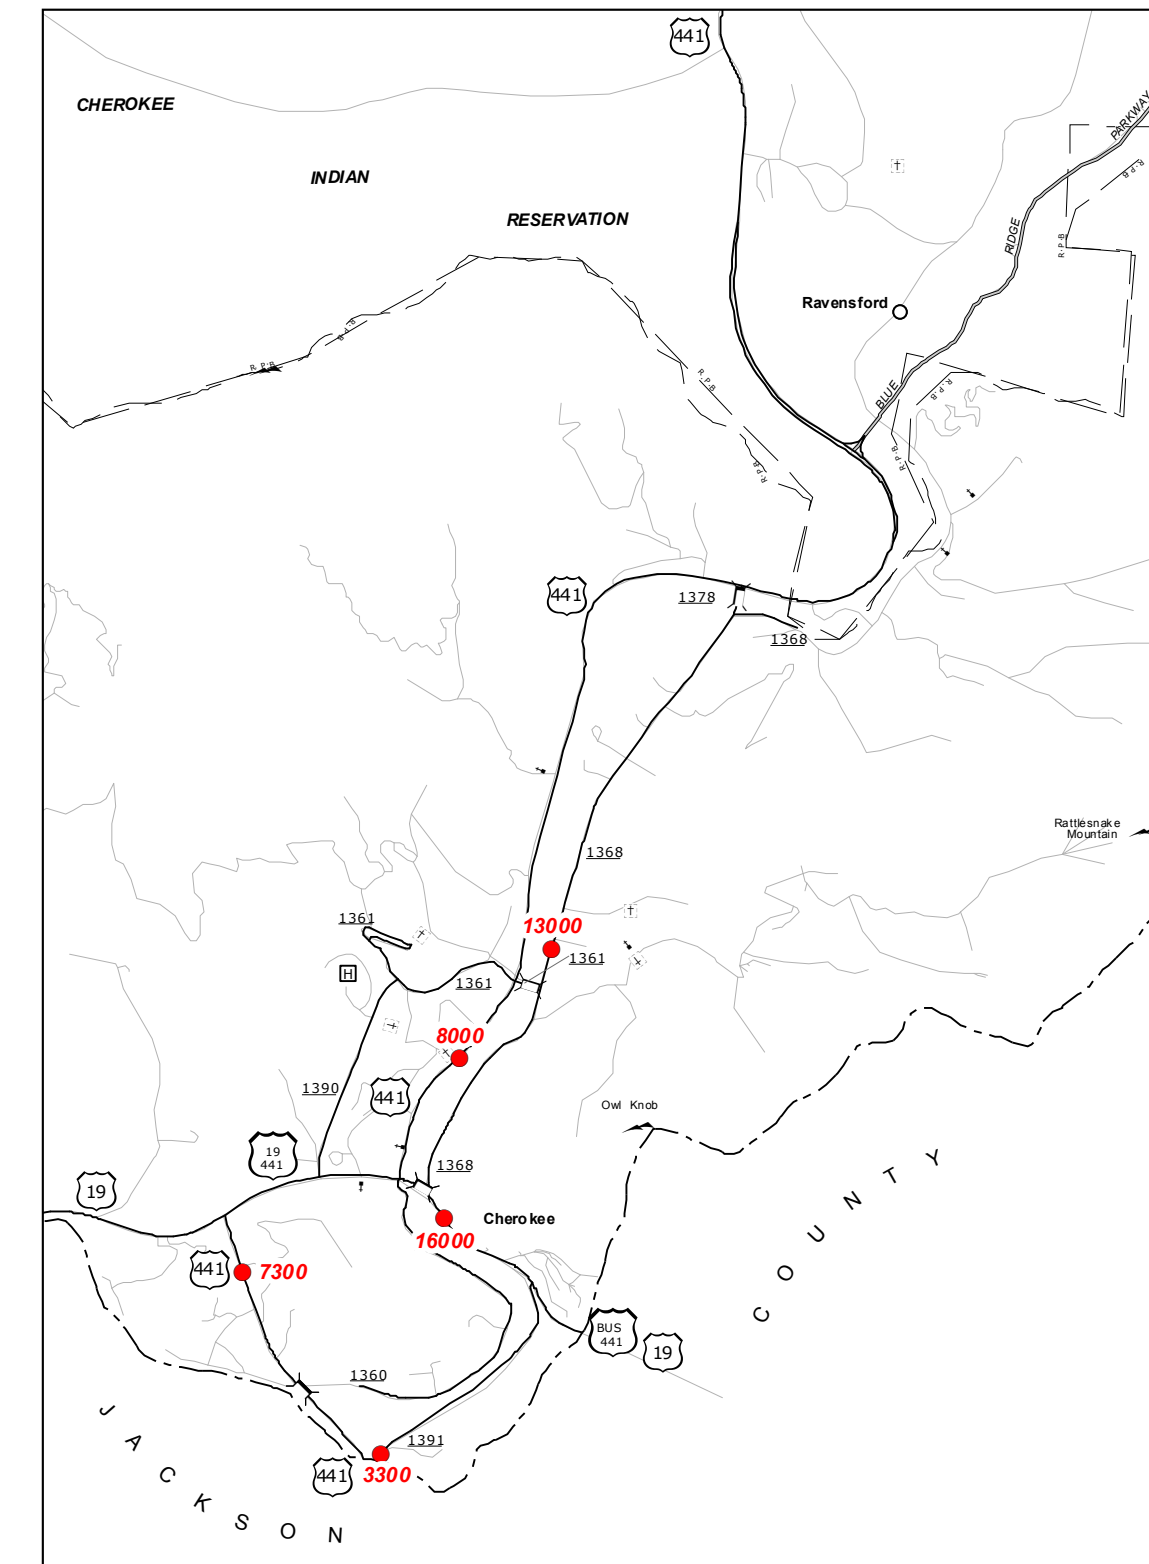 441
CHEROKEE
PARKWAY
INDIAN
R.P.B
RESERVATION
RIDGE
R.P.B
Ravensford
R.P.B
R.P.B
R.P.B
BLUE
R.P.B
R.P.B
R.P.B
441
1378
1368
Rattlesnake
Mountain
1368
1361
13000
1361
H
1361
8000
1390
441
Owl Knob
19
441
1368
19
Cherokee
16000
441
7300
BUS
441
19
1360
1391
441
3300
JACKSON
COUNTY